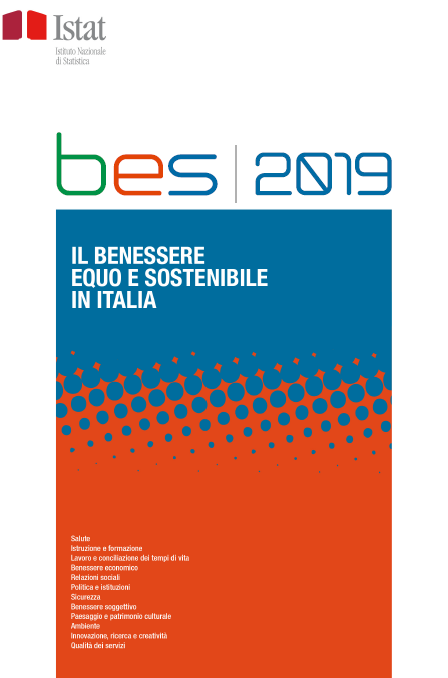 Istat
Istituto Nazionale
di Statistica
bes | 2019
IL BENESSERE
EQUO E SOSTENIBILE
IN ITALIA
Salute
Istruzione e formazione
Lavoro e conciliazione dei tempi di vita
Benessere economico
Relazioni sociali
Politica e istituzioni
Sicurezza
Benessere soggettivo
Paesaggio e patrimonio culturale
Ambiente
Innovazione, ricerca e creatività
Qualità dei servizi